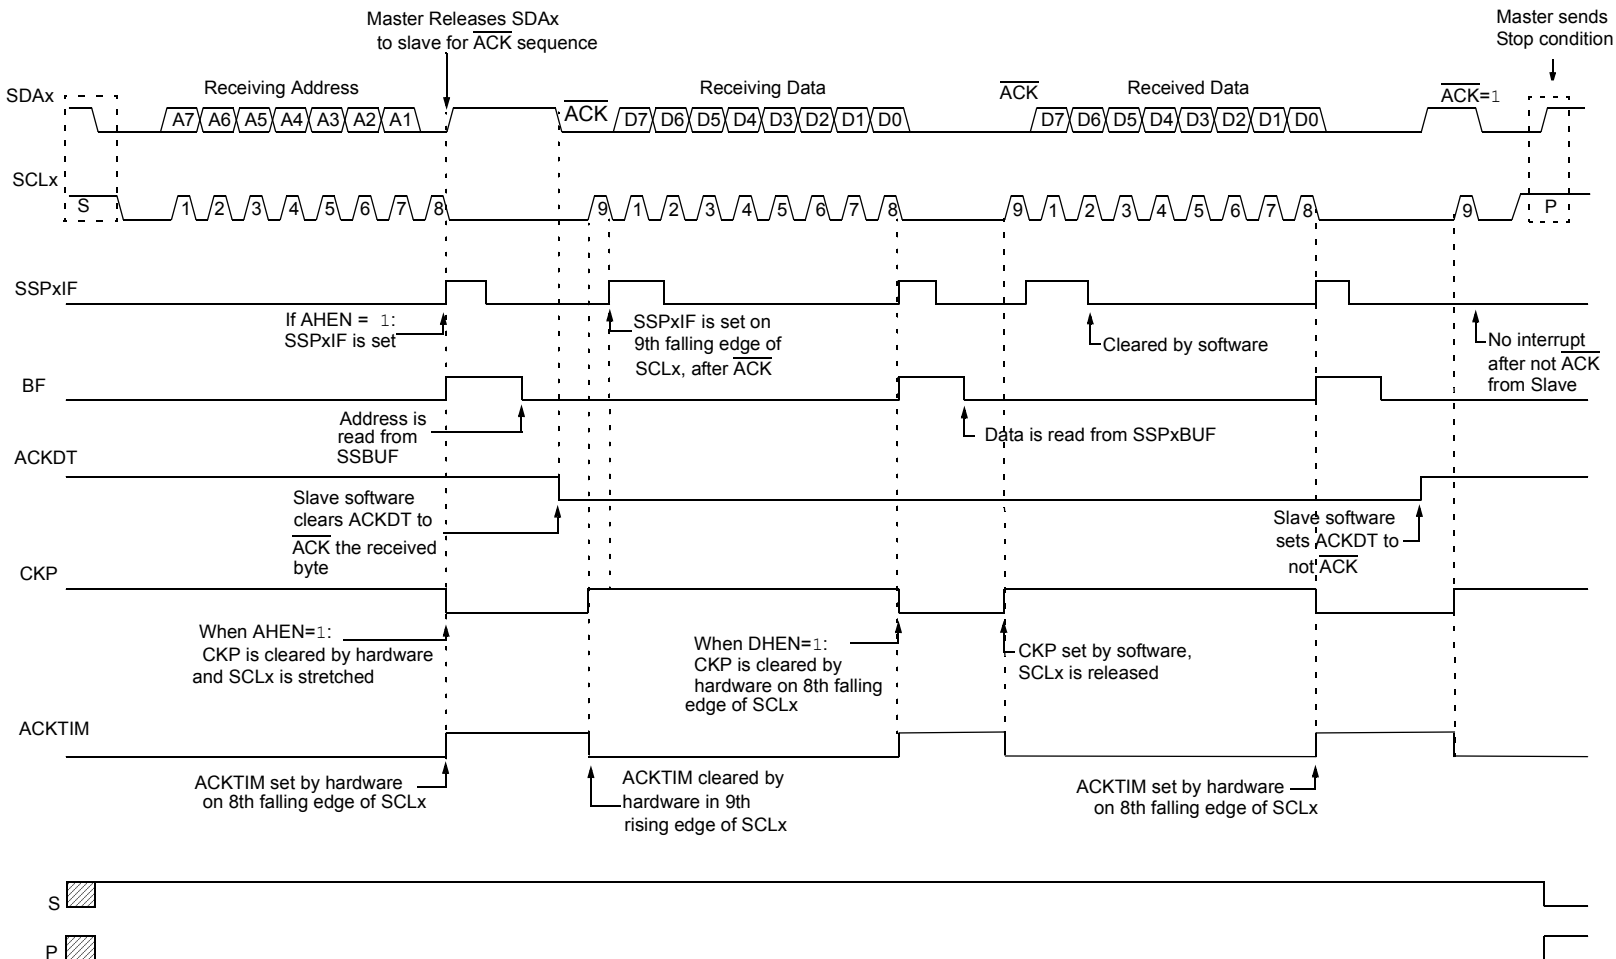 Master Releases SDAx
to slave for ACK sequence
Master sends
Stop condition
SDAx
Receiving Address
Receiving Data
ACK
Received Data
ACK=1
A7 A6 A5 A4 A3 A2 A1
ACK
D7 D6 D5 D4 D3 D2 D1 D0
D7 D6 D5 D4 D3 D2 D1 D0
SCLx
S
1 2 3 4 5 6 7 8
9 1 2 3 4 5 6 7 8
9 1 2 3 4 5 6 7 8
9
P
SSPxIF
If AHEN = 1:
SSPxIF is set
SSPxIF is set on
9th falling edge of
SCLx, after ACK
Cleared by software
No interrupt
after not ACK
from Slave
BF
Address is
read from
SSBUF
Data is read from SSPxBUF
ACKDT
Slave software
clears ACKDT to
ACK the received
byte
Slave software
sets ACKDT to
not ACK
CKP
When AHEN=1:
CKP is cleared by hardware
and SCLx is stretched
When DHEN=1:
CKP is cleared by
hardware on 8th falling
edge of SCLx
CKP set by software,
SCLx is released
ACKTIM
ACKTIM set by hardware
on 8th falling edge of SCLx
ACKTIM cleared by
hardware in 9th
rising edge of SCLx
ACKTIM set by hardware
on 8th falling edge of SCLx
S
P